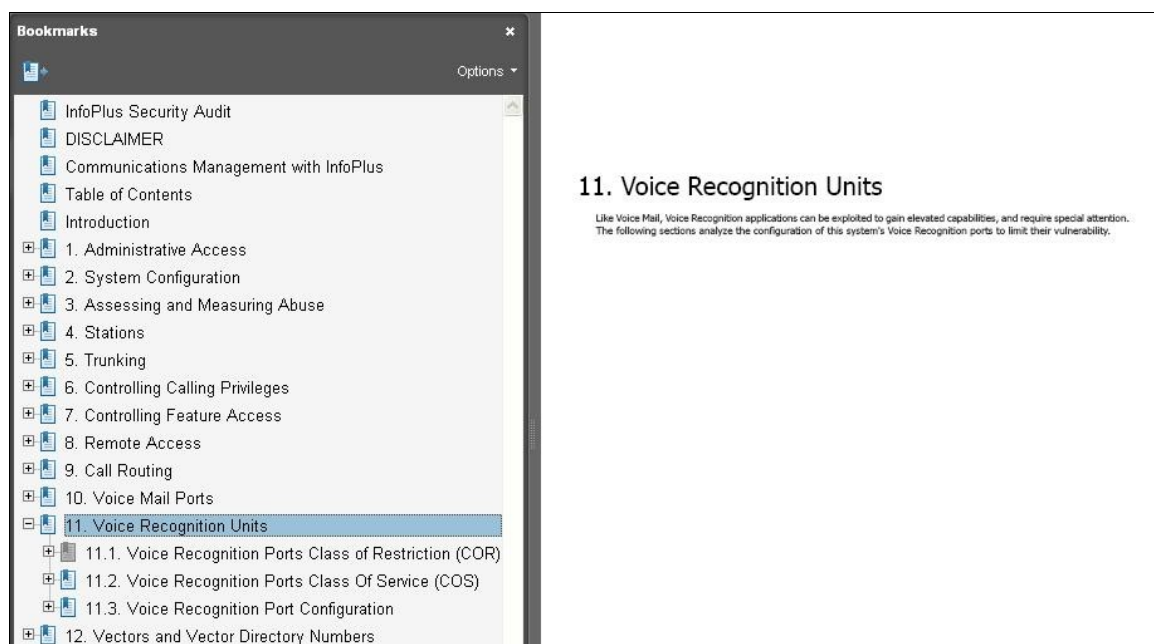 Bookmarks
Options
InfoPlus Security Audit
DISCLAIMER
Communications Management with InfoPlus
Table of Contents
Introduction
1. Administrative Access
2. System Configuration
3. Assessing and Measuring Abuse
4. Stations
5. Trunking
6. Controlling Calling Privileges
7. Controlling Feature Access
8. Remote Access
9. Call Routing
10. Voice Mail Ports
11. Voice Recognition Units
11.1. Voice Recognition Ports Class of Restriction (COR)
11.2. Voice Recognition Ports Class Of Service (COS)
11.3. Voice Recognition Port Configuration
12. Vectors and Vector Directory Numbers
11. Voice Recognition Units
Like Voice Mail, Voice Recognition applications can be exploited to gain elevated capabilities, and require special attention.
The following sections analyze the configuration of this system's Voice Recognition ports to limit their vulnerability.